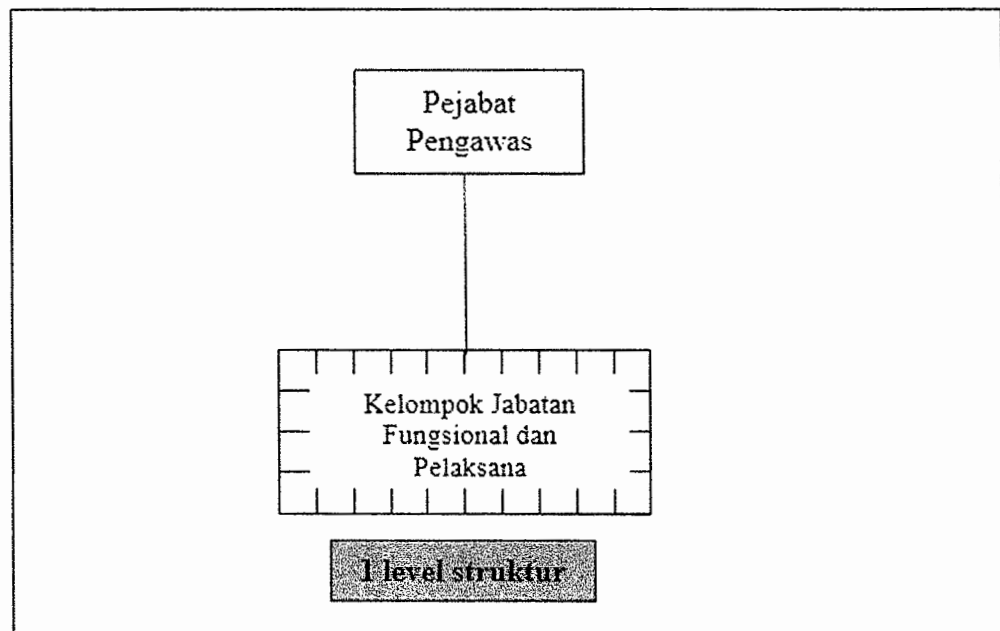 Pejabat
Pengawas
Kelompok Jabatan
Fungsional dan
Pelaksana
1 level struktur